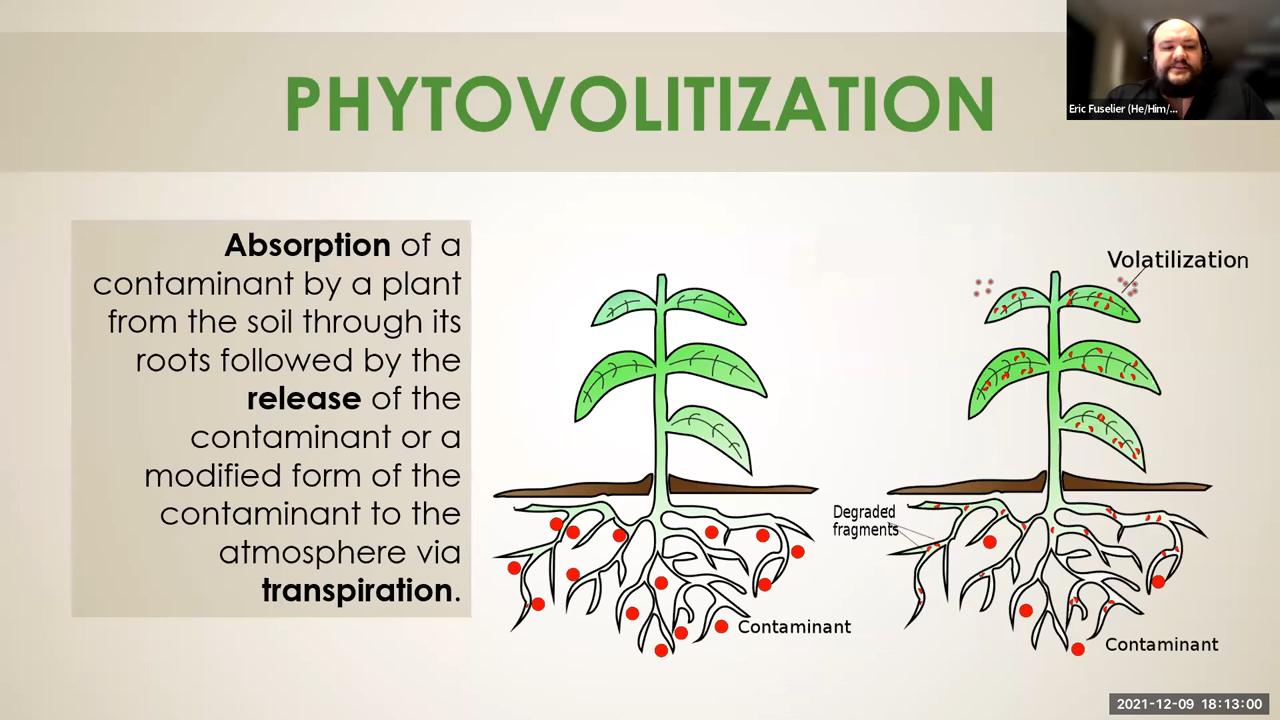 PHYTOVOLITIZATION
Eric Fuselier (He/Him/...
Absorption of a
contaminant by a plant
from the soil through its
roots followed by the
release of the
contaminant or a
modified form of the
contaminant to the
atmosphere via
transpiration.
Volatilization
Degraded
fragments
Contaminant
Contaminant
2021-12-09 18:13:00